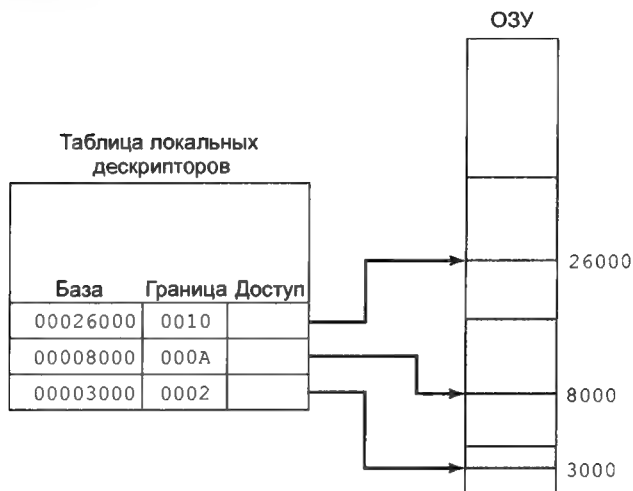 ОЗУ
Таблица локальных
дескрипторов
База Граница Доступ
00026000 0010
00008000 000A
00003000 0002
26000
8000
3000